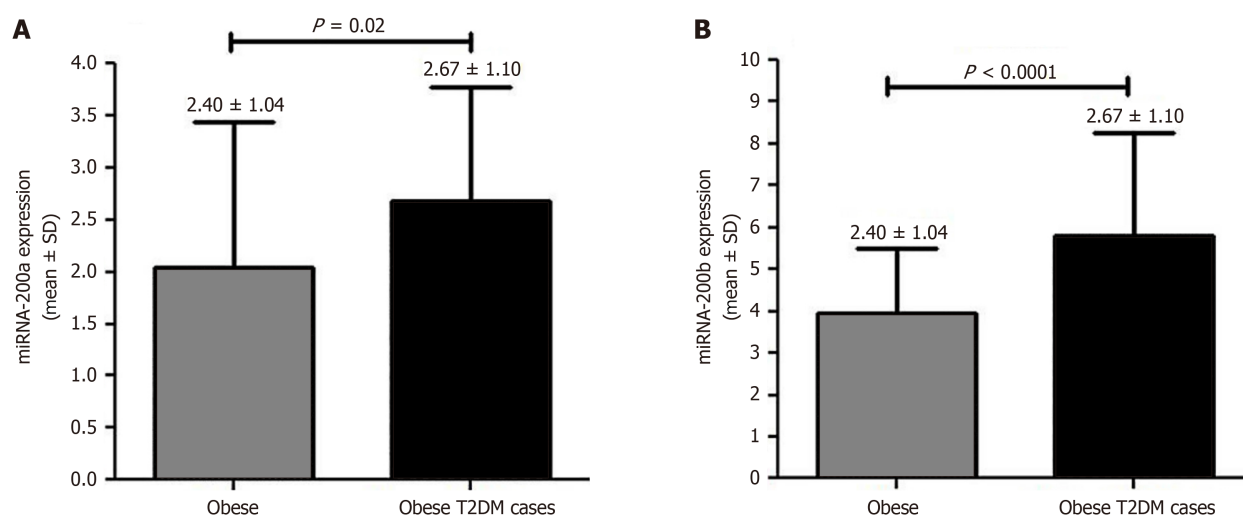 A
P = 0.02
4.0
3.5
3.0
2.5
2.0
1.5
1.0
0.5
0.0
miRNA-200a expression
(mean ± SD)
2.40 ± 1.04
2.67 ± 1.10
Obese
Obese T2DM cases
B
P < 0.0001
10
9
8
7
6
5
4
3
2
1
0
miRNA-200b expression
(mean ± SD)
2.40 ± 1.04
2.67 ± 1.10
Obese
Obese T2DM cases